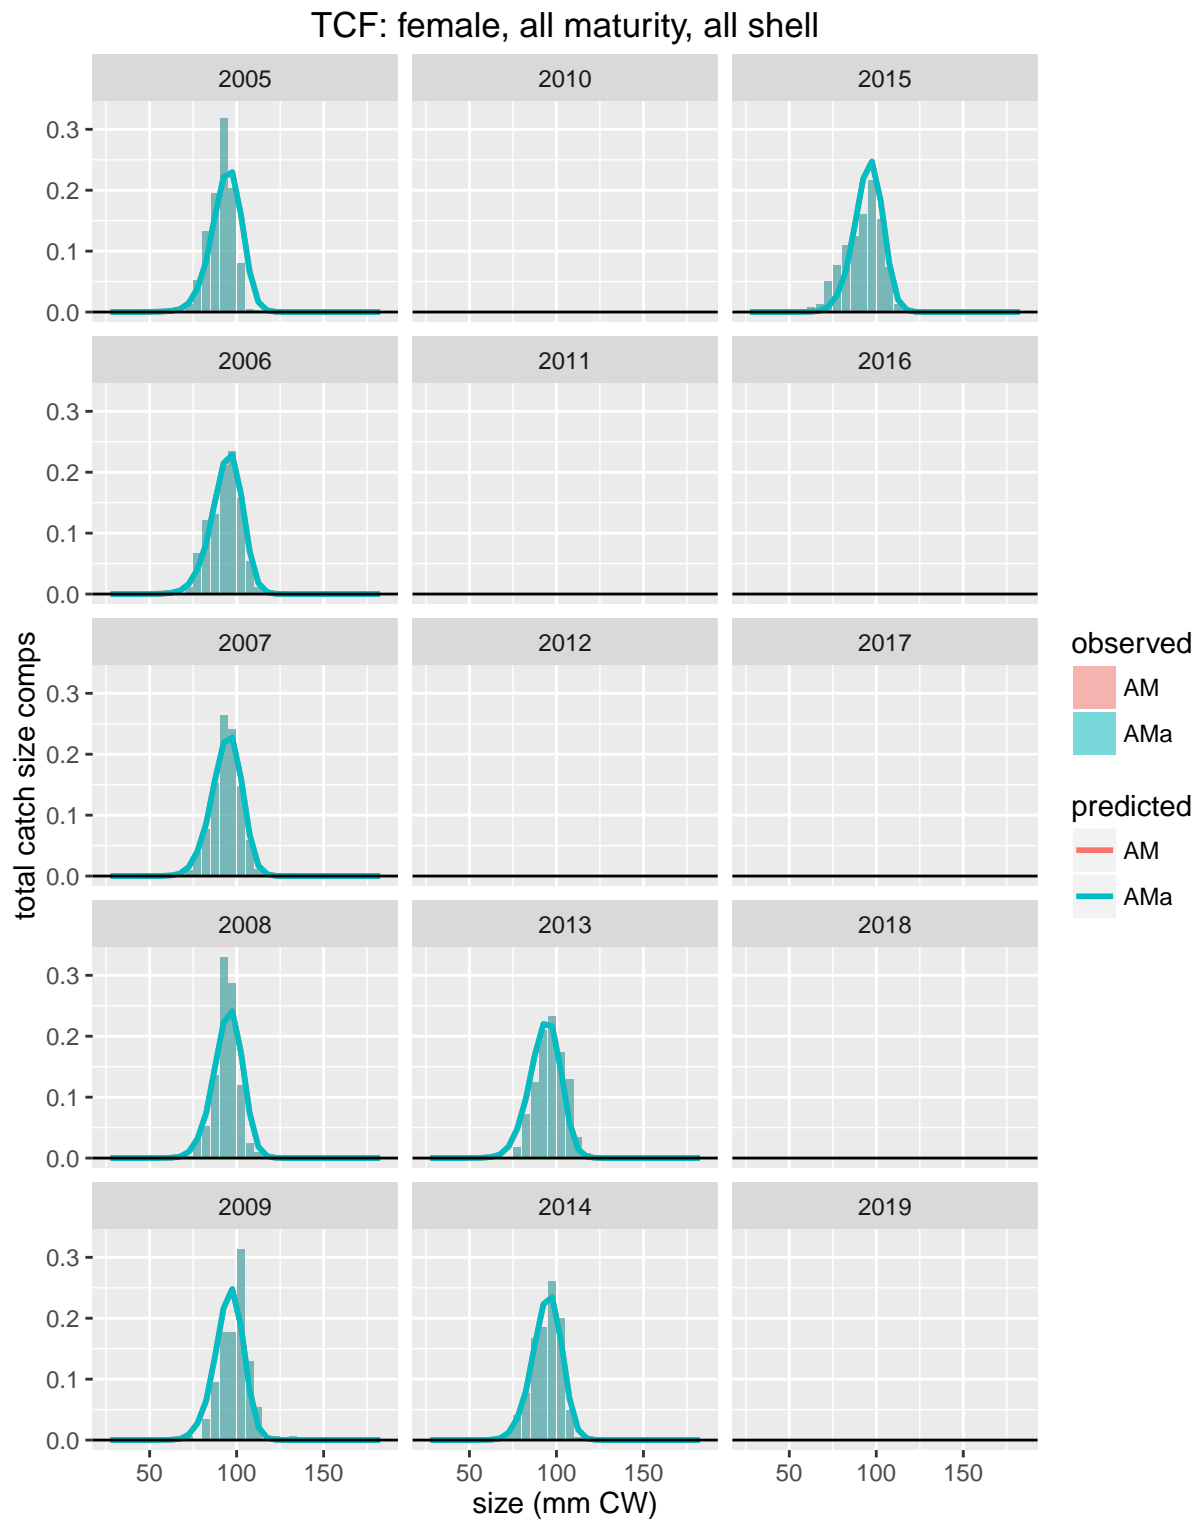 TCF: female, all maturity, all shell
2005 2010 2015
0.3
0.2
0.1
0.0
2006 2011 2016
0.3
0.2
0.1
0.0
2007 2012 2017
0.3
0.2
0.1
0.0
2008 2013 2018
0.3
0.2
0.1
0.0
2009 2014 2019
0.3
0.2
0.1
0.0
50 100 150 50 100 150 50 100 150
size (mm CW)
total catch size comps
observed
AM
AMa
predicted
AM
AMa